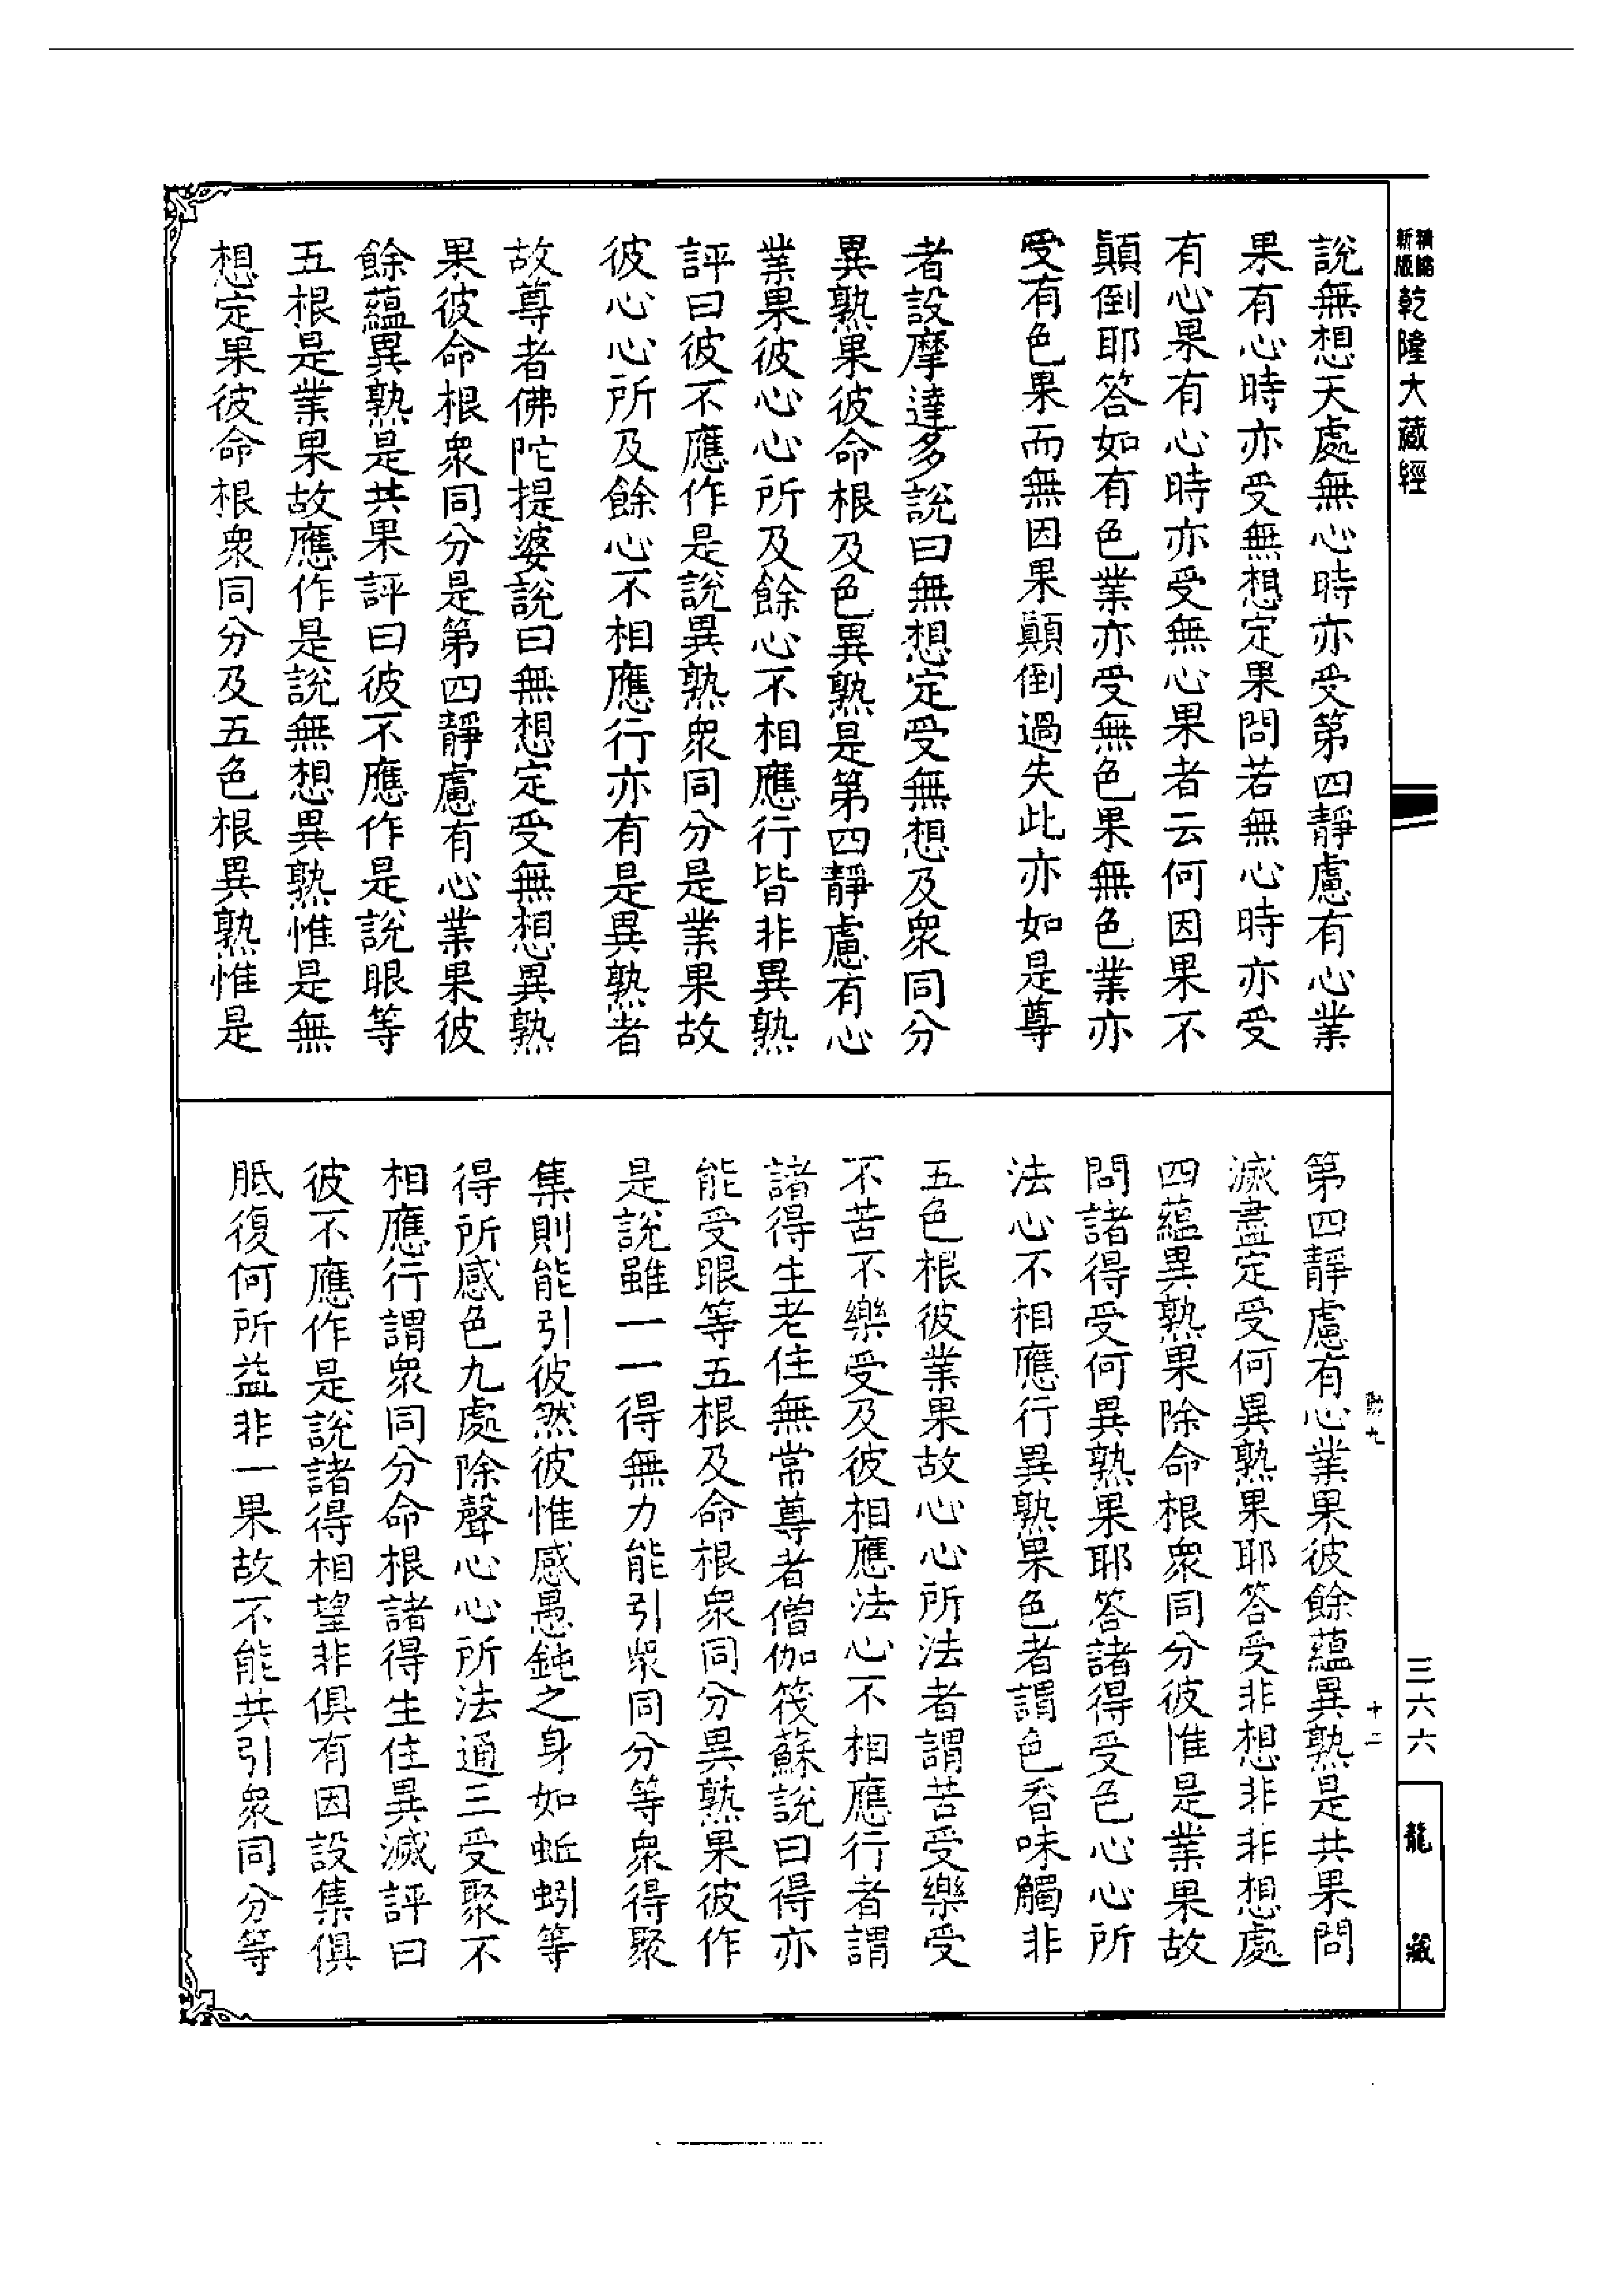 新版 精縮 乾隆大藏經
說無想天處無心時亦受第四靜慮有心業
果有心時亦受無想定果問若無心時亦受
有心果有心時亦受無心果者云何因果不
顛倒耶答如有色業亦受無色果無色業亦
受有色果而無因果顛倒過失此亦如是尊
者設摩達多說曰無想定受無想及衆同分
異熟果彼命根及色異熟是第四靜慮有心
業果彼心心所及餘心不相應行皆非異熟
評曰彼不應作是說異熟衆同分是業果故
彼心心所及餘心不相應行亦有是異熟者
故尊者佛陀提婆說曰無想定受無想異熟
果彼命根衆同分是第四靜慮有心業果彼
餘蘊異熟是共果評曰彼不應作是說眼等
五根是業果故應作是說無想異熟惟是無
想定果彼命根衆同分及五色根異熟惟是
第四靜慮有心業果彼餘蘊異熟是共果問
滅盡定受何異熟果耶答受非想非非想處
四蘊異熟果除命根衆同分彼惟是業果故
問諸得受何異熟果耶答諸得受色心心所
法心不相應行異熟果色者謂色香味觸非
五色根彼業果故心心所法者謂苦受樂受
不苦不樂受及彼相應法心不相應行者謂
諸得生老住無常尊者僧伽筏蘇說曰得亦
能受眼等五根及命根衆同分異熟果彼作
是說雖一一得無力能引衆同分等衆得聚
集則能引彼然彼惟感愚鈍之身如蚯蚓等
得所感色九處除聲心心所法通三受聚不
相應行謂衆同分命根諸得生住異滅評曰
彼不應作是說諸得相望非俱有因設集俱
胝復何所益非一果故不能共引衆同分等
十二
三六六
龍藏